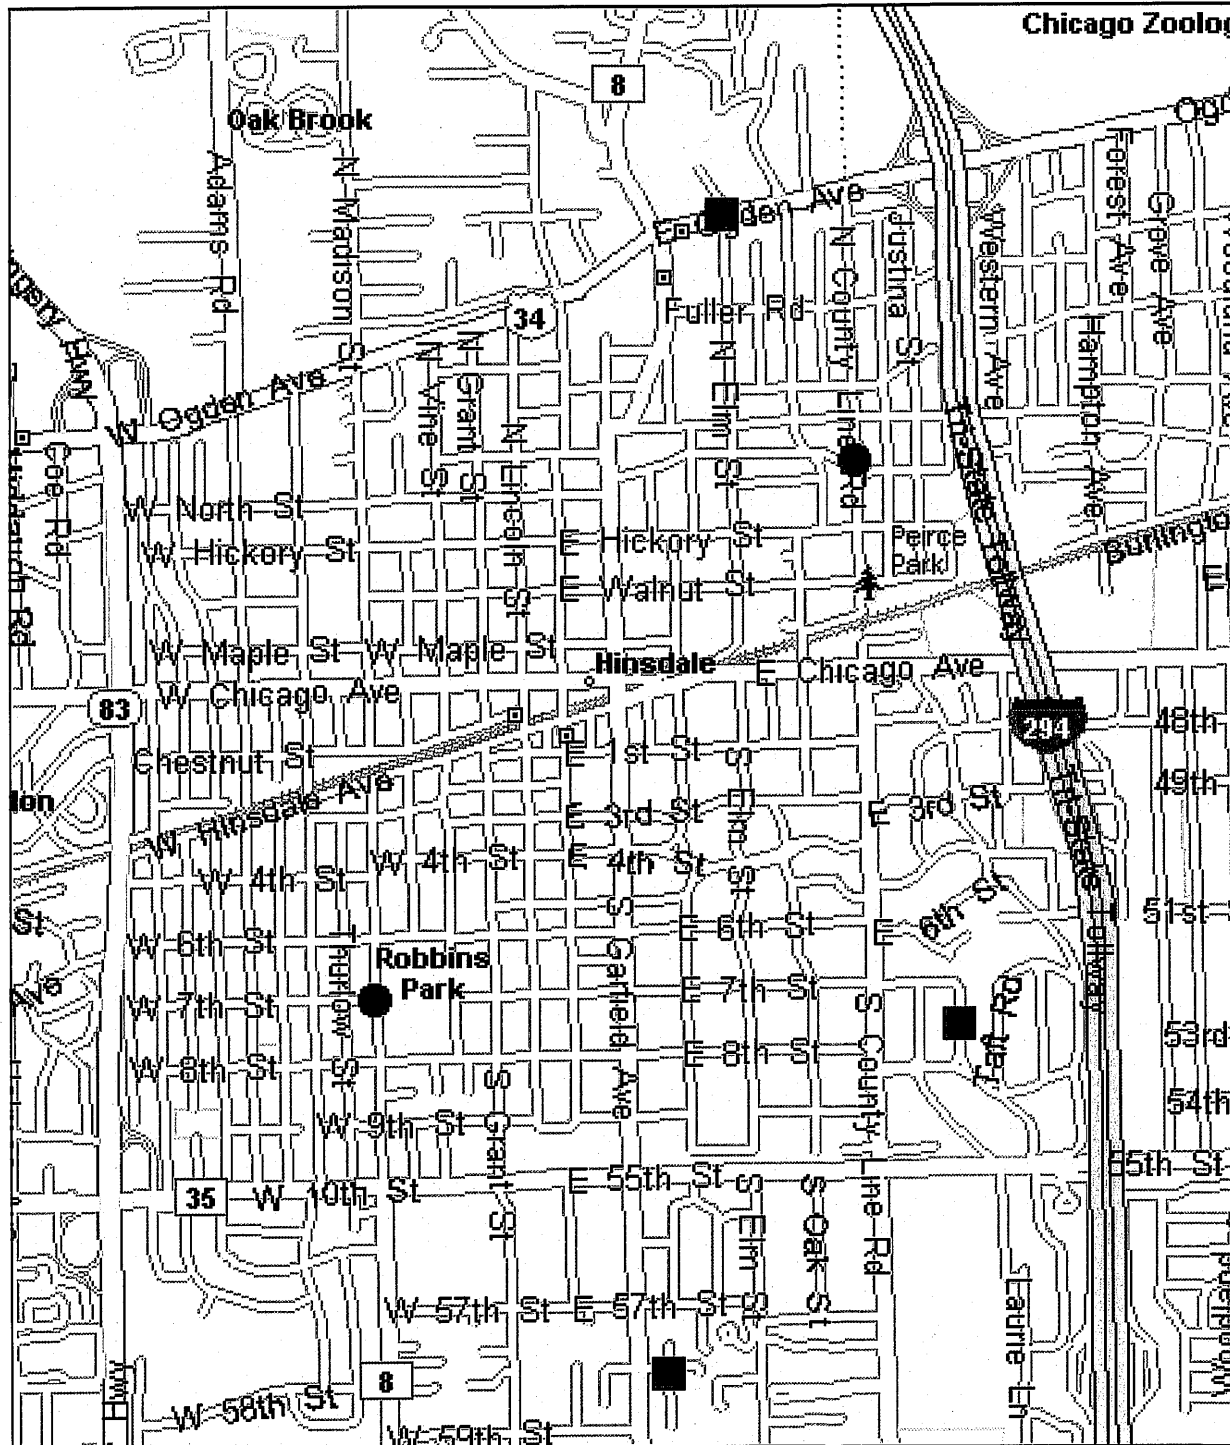 Chicago Zoolog
8
Ogd
Oak Brook
Adams Rd
N Madison St
Ogden Ave
Forest Ave
Grove Ave
N County Line Rd
Justina St
Western Ave
Hampton Ave
Fuller Rd
34
N Vine St
N Grant St
N Elm St
W Ogden Ave
N Lincoln St
Coe Rd
W North St
W Hickory St
E Hickory St
Peirce
Park
Burlingt
E Walnut St
W Maple St
W Maple St
Hinsdale
E Chicago Ave
W Chicago Ave
83
294
48th
Chestnut St
E 1st St
S Elm St
49th
W Hinsdale Ave
E 3rd St
E 3rd St
Tri-State Tollway
Tri-State Tollway
W 4th St
W 4th St
E 4th St
St
51st
W 6th St
E 6th St
E 6th St
Thurlow St
Robbins
Park
S Garfield Ave
Ave
W 7th St
E 7th St
S County Line Rd
Taft Rd
53rd
W 8th St
E 8th St
54th
W 9th St
S Grant St
55th St
35
W 10th St
E 55th St
S Elm St
S Oak St
W 57th St
E 57th St
Laurie Ln
Hwy
8
W 58th St
W 59th St